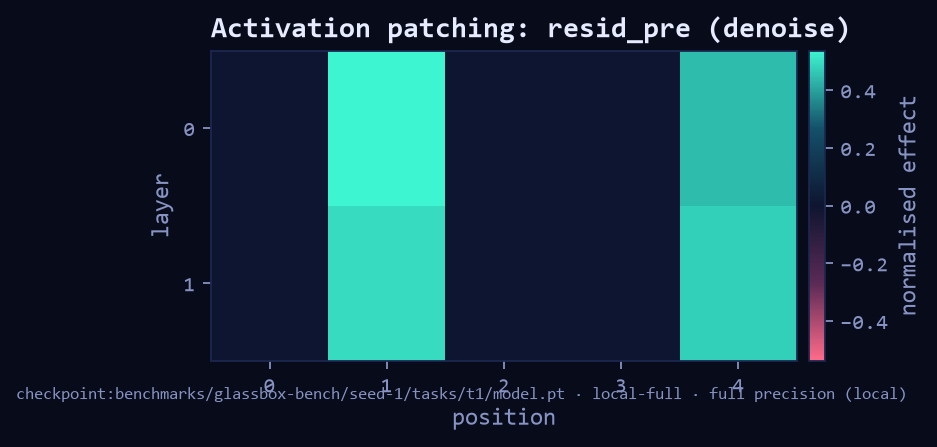 Activation patching: resid_pre (denoise)
layer
0
1
0 1 2 3 4
position
checkpoint:benchmarks/glassbox-bench/seed-1/tasks/t1/model.pt · local-full · full precision (local)
0.4
0.2
0.0
−0.2
−0.4
normalised effect